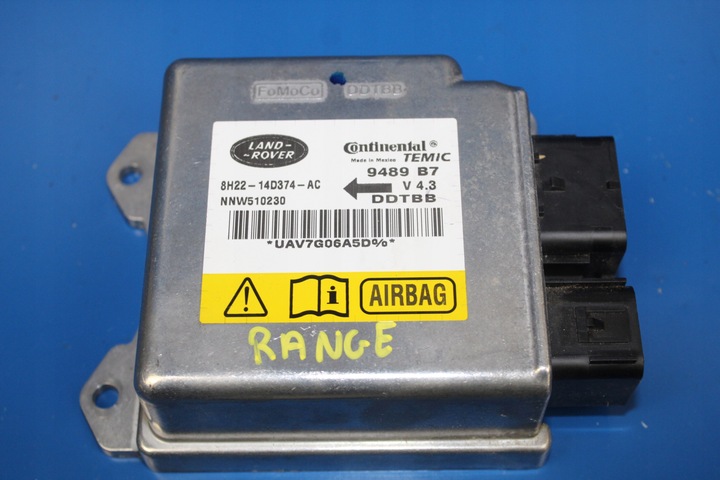 FoMoCo DDTBB
LAND-
-ROVER
Continental
Made in Mexico TEMIC
9489 B7
8H22-14D374-AC V 4.3
NNW510230 DDTBB
*UAV7G06A5D%*
i AIRBAG
RANGE